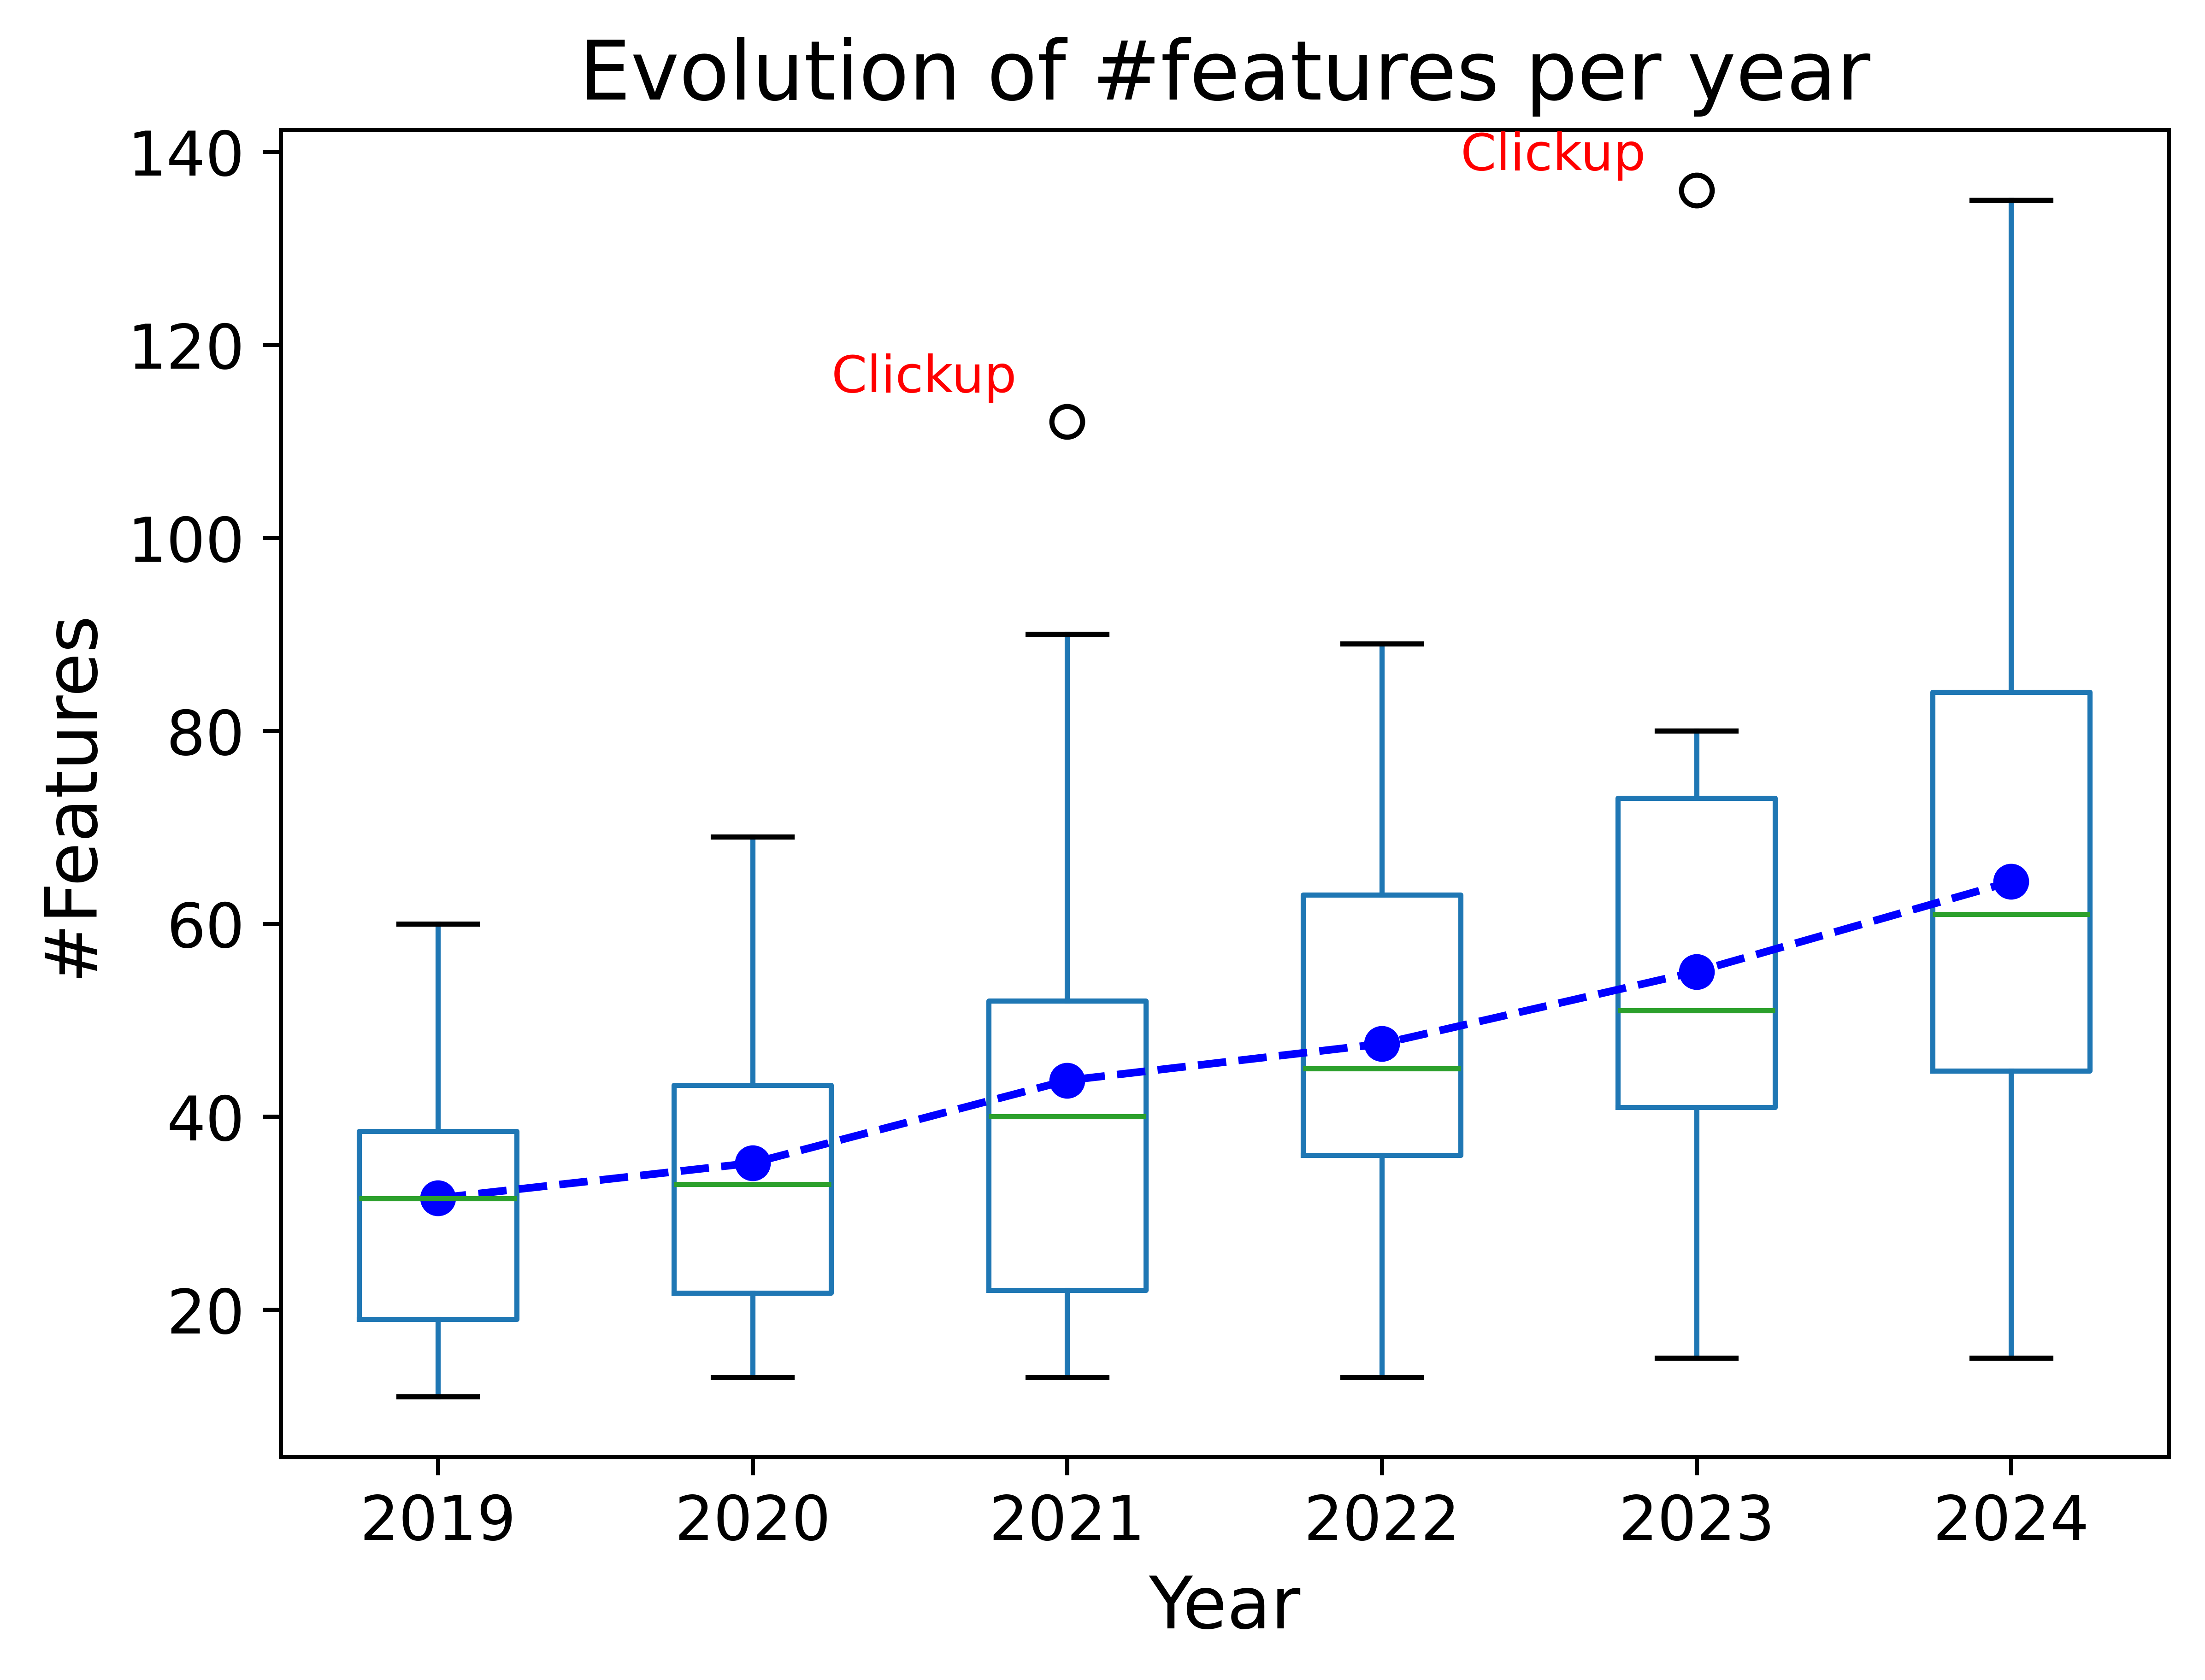 Evolution of #features per year
140
120
100
80
60
40
20
#Features
Clickup
Clickup
2019 2020 2021 2022 2023 2024
Year